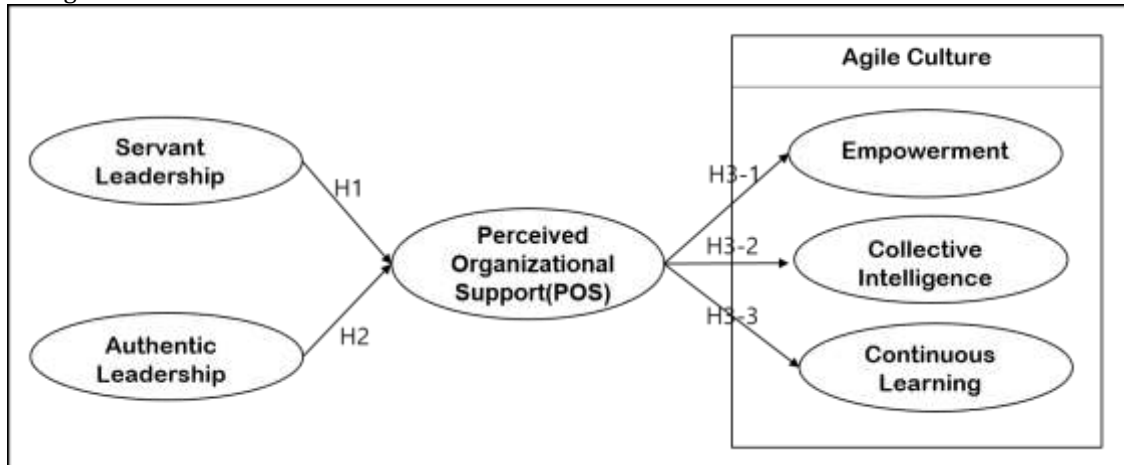 Agile Culture
Servant
Leadership
H1
Authentic
Leadership
H2
Perceived
Organizational
Support(POS)
H3-1
H3-2
H3-3
Empowerment
Collective
Intelligence
Continuous
Learning